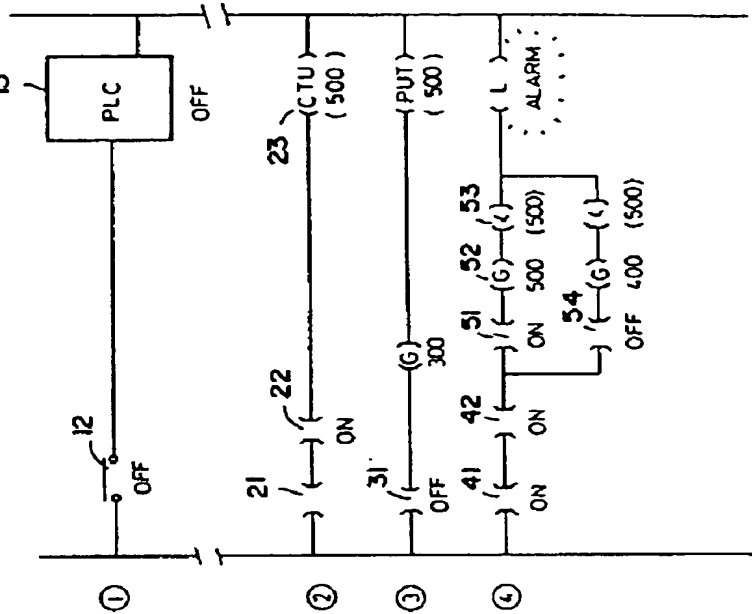 ① 12 OFF PLC OFF
② 21 22 ON 23 (CTU) (500)
③ 31 OFF (G) 300 (PUT) (500)
④ 41 ON 42 ON 51 ON 52 (G) 500 53 (<) (500) (L) ALARM
54 OFF (G) 400 (<) (500)